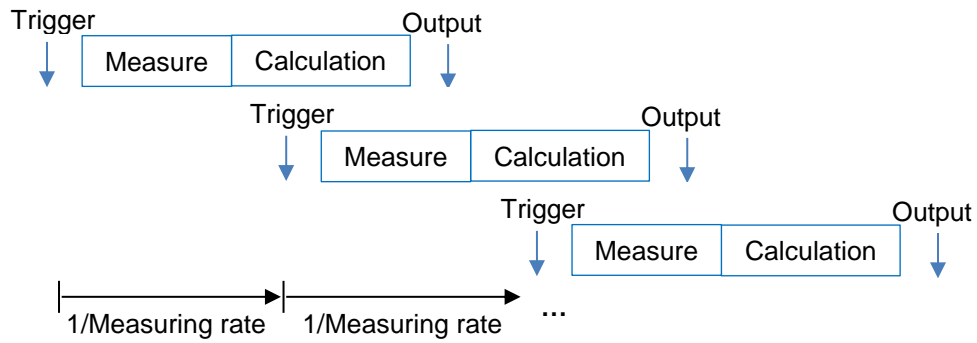 Trigger
Output
Measure
Calculation
Trigger
Output
Measure
Calculation
Trigger
Output
Measure
Calculation
1/Measuring rate
1/Measuring rate
...